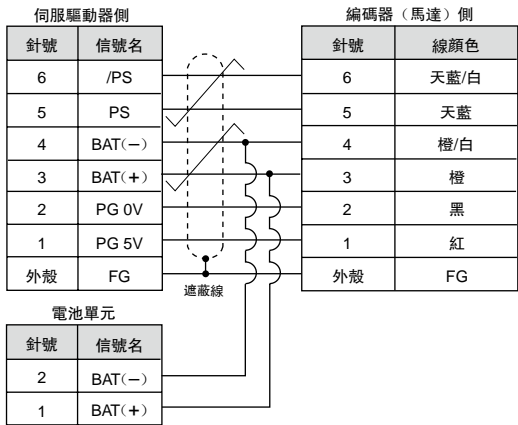 伺服驅動器側
編碼器（馬達）側
針號 信號名 針號 線顏色
6 /PS 6 天藍/白
5 PS 5 天藍
4 BAT(−) 4 橙/白
3 BAT(+) 3 橙
2 PG 0V 2 黑
1 PG 5V 1 紅
外殼 FG 外殼 FG
遮蔽線
電池單元
針號 信號名
2 BAT(−)
1 BAT(+)